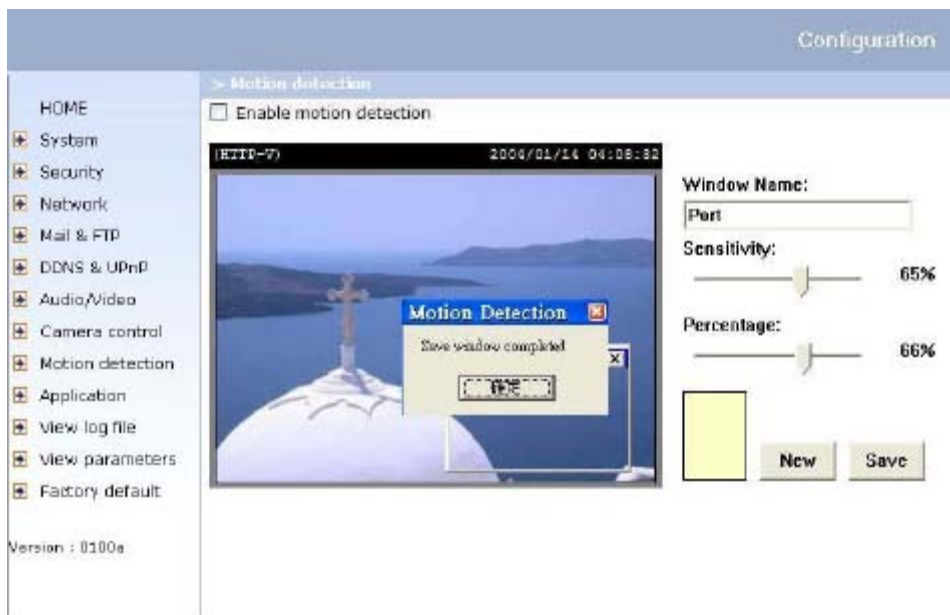 Configuration
> Motion detection
HOME
System
Security
Network
Mail & FTP
DDNS & UPnP
Audio/Video
Camera control
Motion detection
Application
View log file
View parameters
Factory default
Version : 0100a
Enable motion detection
(HTTP-V) 2004/01/14 04:08:32
Motion Detection
Save window completed
確定
Window Name:
Port
Sensitivity:
65%
Percentage:
66%
New Save